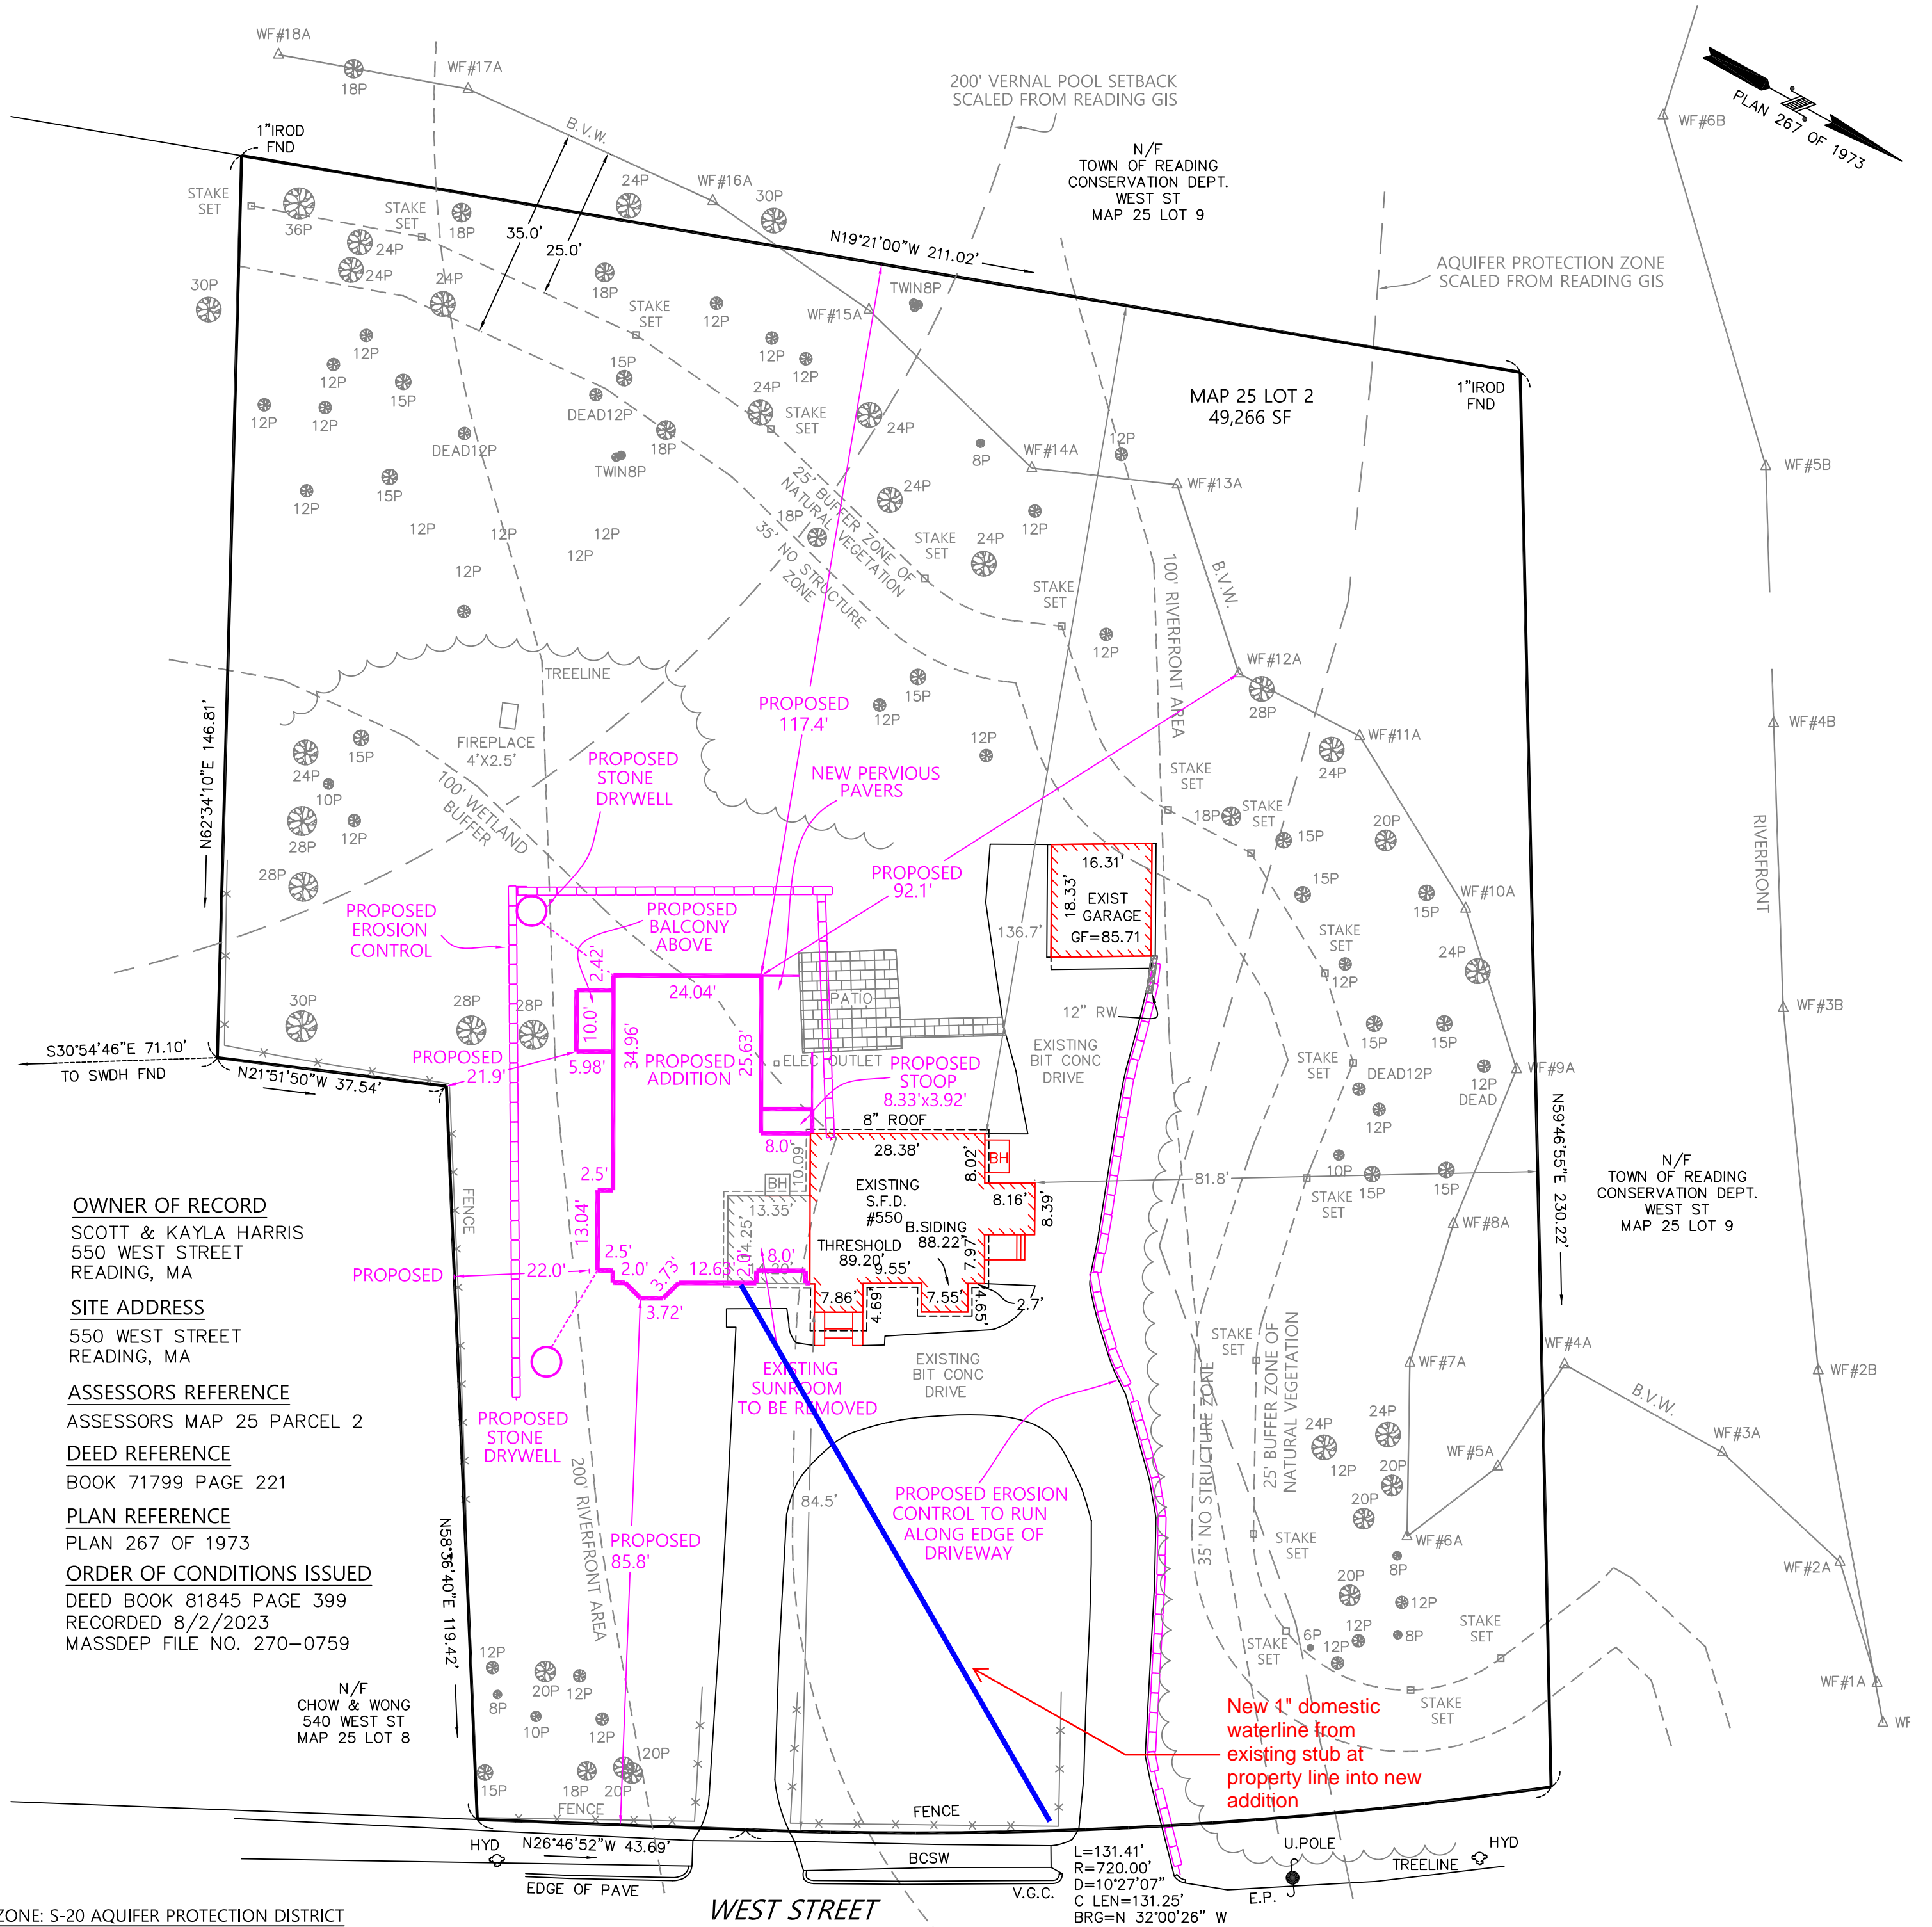 WF#18A
WF#17A
18P
B.V.W.
200' VERNAL POOL SETBACK
SCALED FROM READING GIS
PLAN 267 OF 1973
WF#6B
1"IROD
FND
N/F
TOWN OF READING
CONSERVATION DEPT.
WEST ST
MAP 25 LOT 9
STAKE
SET
36P
STAKE
SET
18P
24P
WF#16A
30P
35.0'
25.0'
N19°21'00"W 211.02'
AQUIFER PROTECTION ZONE
SCALED FROM READING GIS
24P
24P
24P
30P
18P
STAKE
SET
12P
WF#15A
TWIN8P
12P
12P
15P
12P
12P
15P
DEAD12P
24P
STAKE
SET
24P
MAP 25 LOT 2
49,266 SF
1"IROD
FND
12P
12P
DEAD12P
18P
TWIN8P
8P
WF#14A
12P
WF#13A
WF#5B
12P
15P
25' BUFFER ZONE OF
NATURAL VEGETATION
24P
12P
12P
12P
12P
12P
12P
18P
35' NO STRUCTURE
ZONE
STAKE
SET
24P
STAKE
SET
100' RIVERFRONT AREA
B.V.W.
12P
WF#12A
28P
TREELINE
15P
12P
12P
PROPOSED
117.4'
N62°34'10"E 146.81'
FIREPLACE
4'X2.5'
24P
15P
10P
28P
12P
28P
100' WETLAND
BUFFER
PROPOSED
STONE
DRYWELL
NEW PERVIOUS
PAVERS
WF#11A
24P
WF#4B
STAKE
SET
18P
STAKE
SET
15P
20P
RIVERFRONT
PROPOSED
92.1'
16.31'
18.33'
EXIST
GARAGE
GF=85.71
136.7'
15P
15P
WF#10A
PROPOSED
EROSION
CONTROL
PROPOSED
BALCONY
ABOVE
2.42'
24.04'
10.0'
5.98'
34.96'
25.63'
PROPOSED
ADDITION
PATIO
ELEC OUTLET
12" RW
STAKE
SET
12P
24P
WF#3B
30P
28P
28P
S30°54'46"E 71.10'
TO SWDH FND
N21°51'50"W 37.54'
PROPOSED
21.9'
PROPOSED
STOOP
8.33'x3.92'
EXISTING
BIT CONC
DRIVE
15P
15P
STAKE
SET
DEAD12P
12P
12P
DEAD
WF#9A
8" ROOF
28.38'
8.0'
10.09'
8.02'
BH
BH
8.16'
8.39'
81.8'
10P
15P
15P
STAKE
SET
N59°46'55"E 230.22'
N/F
TOWN OF READING
CONSERVATION DEPT.
WEST ST
MAP 25 LOT 9
OWNER OF RECORD
SCOTT & KAYLA HARRIS
550 WEST STREET
READING, MA
FENCE
2.5'
13.04'
2.5'
2.0'
3.73'
3.72'
12.63'
2.0'
8.0'
13.35'
14.25'
EXISTING
S.F.D.
#550
B.SIDING
88.22'
THRESHOLD
89.20'
9.55'
7.97'
7.86'
4.69'
7.55'
4.65'
2.7'
WF#8A
PROPOSED
22.0'
SITE ADDRESS
550 WEST STREET
READING, MA
EXISTING
SUNROOM
TO BE REMOVED
EXISTING
BIT CONC
DRIVE
STAKE
SET
WF#7A
WF#4A
WF#2B
B.V.W.
ASSESSORS REFERENCE
ASSESSORS MAP 25 PARCEL 2
PROPOSED
STONE
DRYWELL
35' NO STRUCTURE ZONE
25' BUFFER ZONE OF
NATURAL VEGETATION
24P
24P
12P
20P
WF#5A
WF#3A
DEED REFERENCE
BOOK 71799 PAGE 221
200' RIVERFRONT AREA
84.5'
PROPOSED EROSION
CONTROL TO RUN
ALONG EDGE OF
DRIVEWAY
20P
WF#6A
STAKE
SET
8P
WF#2A
PLAN REFERENCE
PLAN 267 OF 1973
N58°36'40"E 119.42'
PROPOSED
85.8'
ORDER OF CONDITIONS ISSUED
DEED BOOK 81845 PAGE 399
RECORDED 8/2/2023
MASSDEP FILE NO. 270-0759
20P
12P
8P
12P
6P
12P
STAKE
SET
STAKE
SET
STAKE
SET
WF#1A
WF
N/F
CHOW & WONG
540 WEST ST
MAP 25 LOT 8
12P
8P
20P
12P
10P
12P
15P
18P
20P
20P
New 1" domestic
waterline from
existing stub at
property line into new
addition
FENCE
FENCE
HYD
N26°46'52"W 43.69'
EDGE OF PAVE
BCSW
V.G.C.
L=131.41'
R=720.00'
D=10°27'07"
C LEN=131.25'
BRG=N 32°00'26" W
U.POLE
TREELINE
HYD
E.P.
WEST STREET
ZONE: S-20 AQUIFER PROTECTION DISTRICT